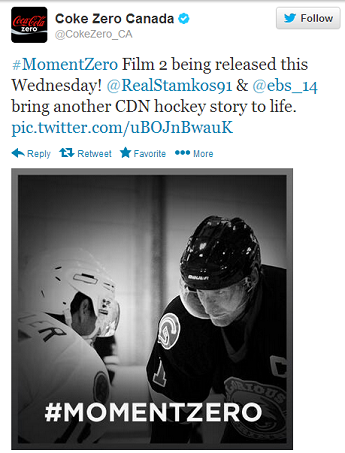 Coca-Cola
zero
Coke Zero Canada
@CokeZero_CA
Follow
#MomentZero Film 2 being released this
Wednesday! @RealStamkos91 & @ebs_14
bring another CDN hockey story to life.
pic.twitter.com/uBOJnBwauK
Reply Retweet Favorite More
C
#MOMENTZERO